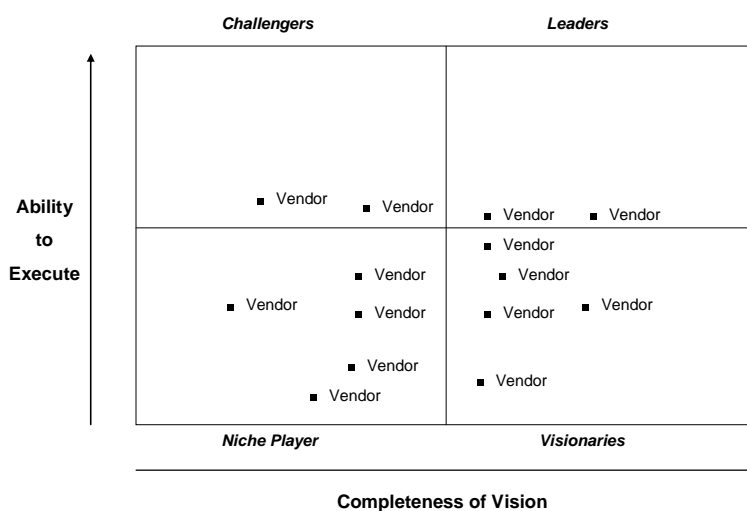 Challengers
Leaders
Vendor
Vendor
Vendor
Vendor
Ability
to
Execute
Vendor
Vendor
Vendor
Vendor
Vendor
Vendor
Vendor
Vendor
Vendor
Vendor
Niche Player
Visionaries
Completeness of Vision